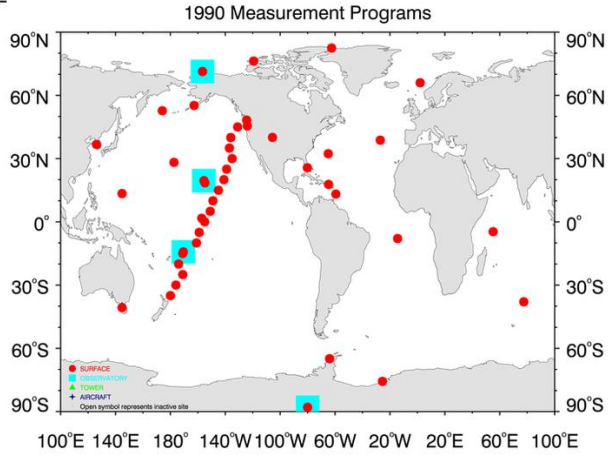 1990 Measurement Programs
90°N 90°N
60°N 60°N
30°N 30°N
0° 0°
30°S 30°S
60°S 60°S
90°S 90°S
SURFACE
OBSERVATORY
TOWER
AIRCRAFT
Open symbol represents inactive site
100°E 140° 180° 140°W 100°W 60°W 20°W 20°E 60°E 100°E